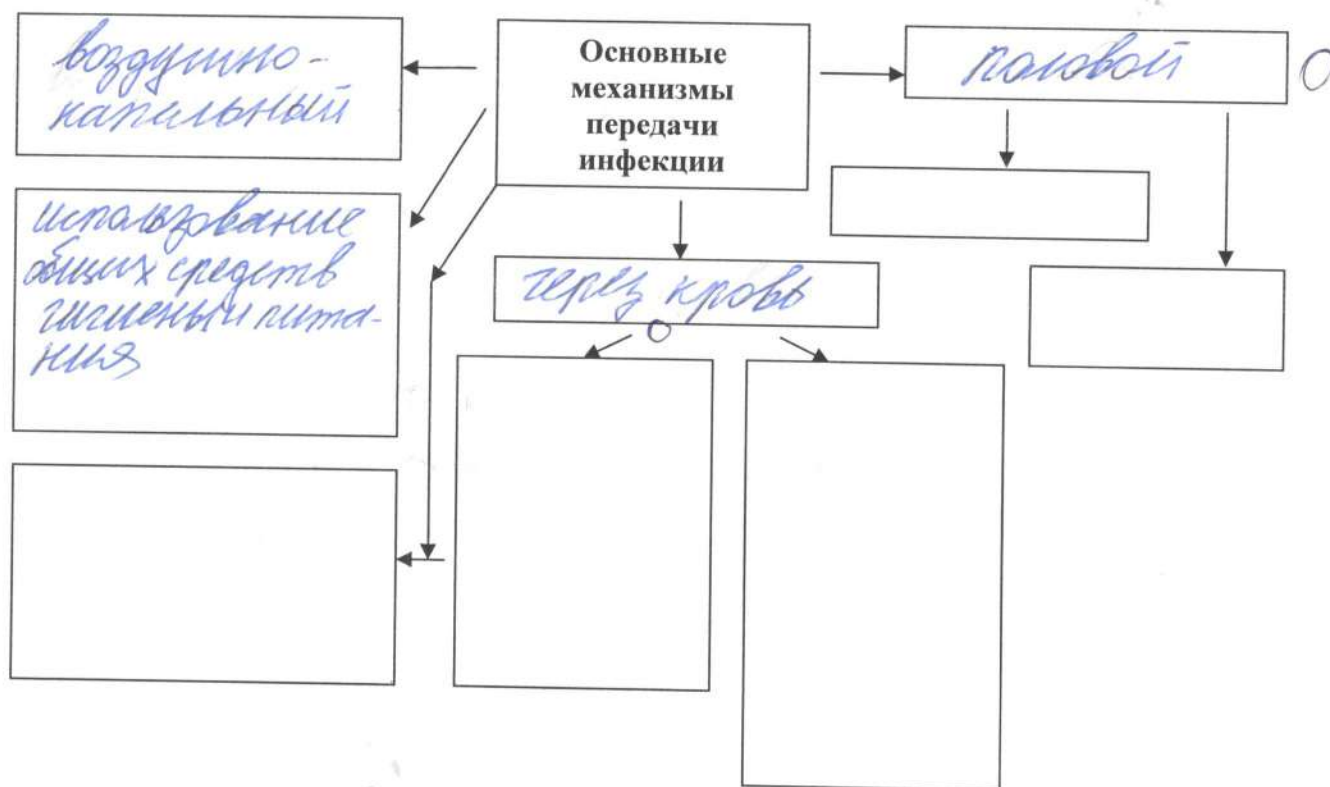 воздушно-
капельный
Основные
механизмы
передачи
инфекции
половой
О
использование
общих средств
гигиены и пита-
ния
через кровь
О